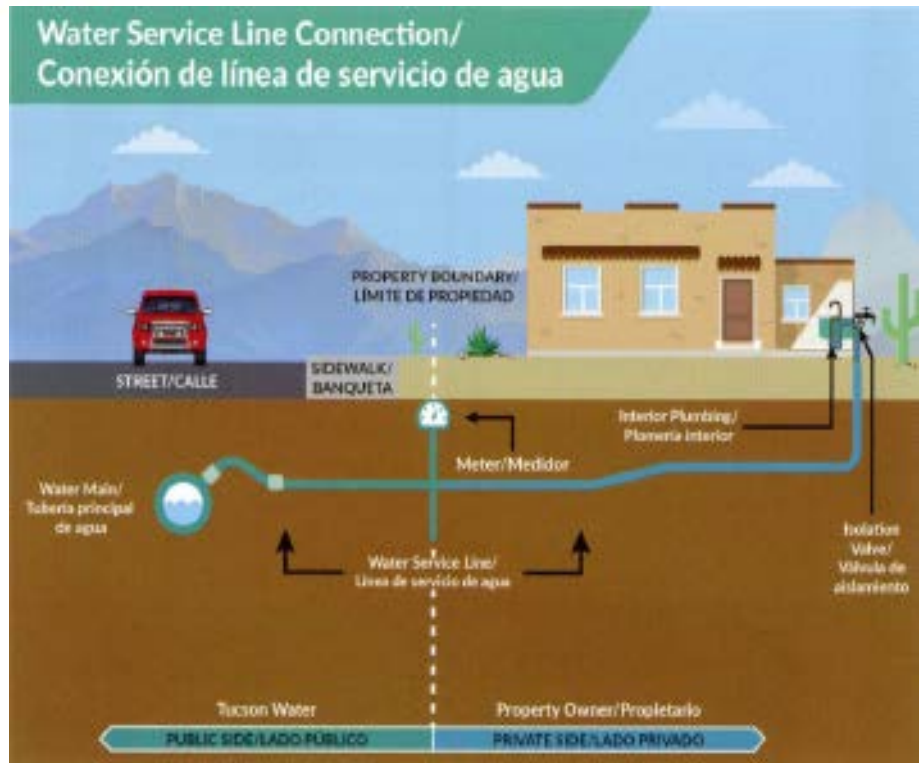 Water Service Line Connection/
Conexión de línea de servicio de agua
PROPERTY BOUNDARY/
LÍMITE DE PROPIEDAD
STREET/CALLE
SIDEWALK/
BANQUETA
Interior Plumbing/
Plomería interior
Meter/Medidor
Water Main/
Tubería principal
de agua
Isolation
Valve/
Válvula de
aislamiento
Water Service Line/
Línea de servicio de agua
Tucson Water
Property Owner/Propietario
PUBLIC SIDE/LADO PÚBLICO
PRIVATE SIDE/LADO PRIVADO